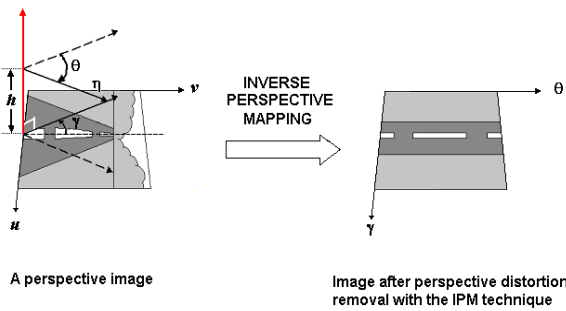 θ
η
v
h
γ
u
INVERSE
PERSPECTIVE
MAPPING
θ
γ
A perspective image
Image after perspective distortion
removal with the IPM technique